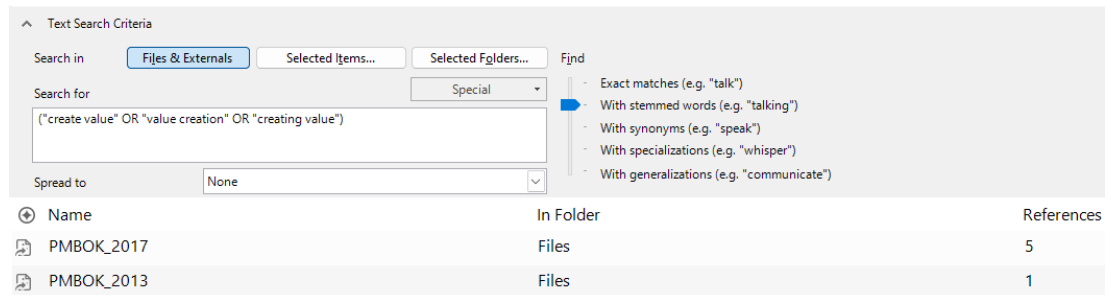 Text Search Criteria
Search in Files & Externals Selected Items... Selected Folders... Find
Exact matches (e.g. "talk")
Search for Special
With stemmed words (e.g. "talking")
("create value" OR "value creation" OR "creating value")
With synonyms (e.g. "speak")
With specializations (e.g. "whisper")
Spread to None
With generalizations (e.g. "communicate")
Name In Folder References
PMBOK_2017 Files 5
PMBOK_2013 Files 1